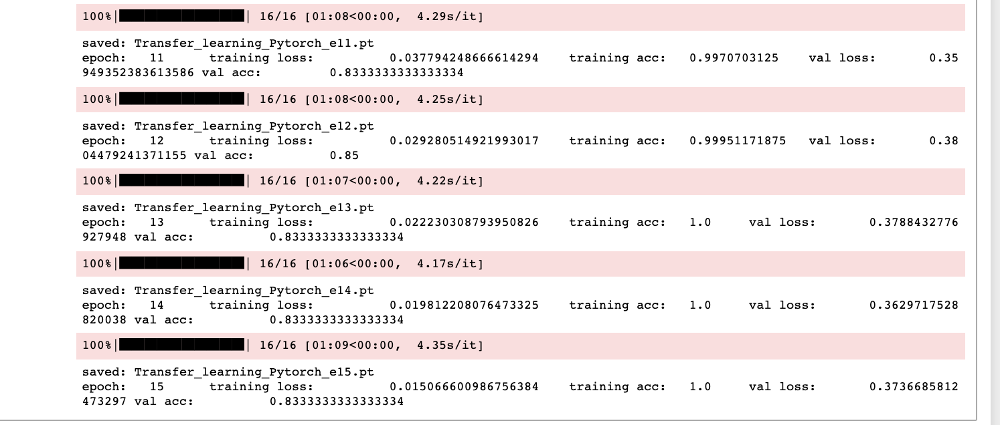 100%|███████████████| 16/16 [01:08<00:00,  4.29s/it]
saved: Transfer_learning_Pytorch_e11.pt
epoch:   11      training loss:          0.037794248666614294    training acc:   0.9970703125    val loss:       0.35
949352383613586 val acc:         0.8333333333333334
100%|███████████████| 16/16 [01:08<00:00,  4.25s/it]
saved: Transfer_learning_Pytorch_e12.pt
epoch:   12      training loss:          0.029280514921993017    training acc:   0.99951171875   val loss:       0.38
04479241371155 val acc:          0.85
100%|███████████████| 16/16 [01:07<00:00,  4.22s/it]
saved: Transfer_learning_Pytorch_e13.pt
epoch:   13      training loss:          0.022230308793950826    training acc:   1.0     val loss:       0.3788432776
927948 val acc:          0.8333333333333334
100%|███████████████| 16/16 [01:06<00:00,  4.17s/it]
saved: Transfer_learning_Pytorch_e14.pt
epoch:   14      training loss:          0.019812208076473325    training acc:   1.0     val loss:       0.3629717528
820038 val acc:          0.8333333333333334
100%|███████████████| 16/16 [01:09<00:00,  4.35s/it]
saved: Transfer_learning_Pytorch_e15.pt
epoch:   15      training loss:          0.015066600986756384    training acc:   1.0     val loss:       0.3736685812
473297 val acc:          0.8333333333333334